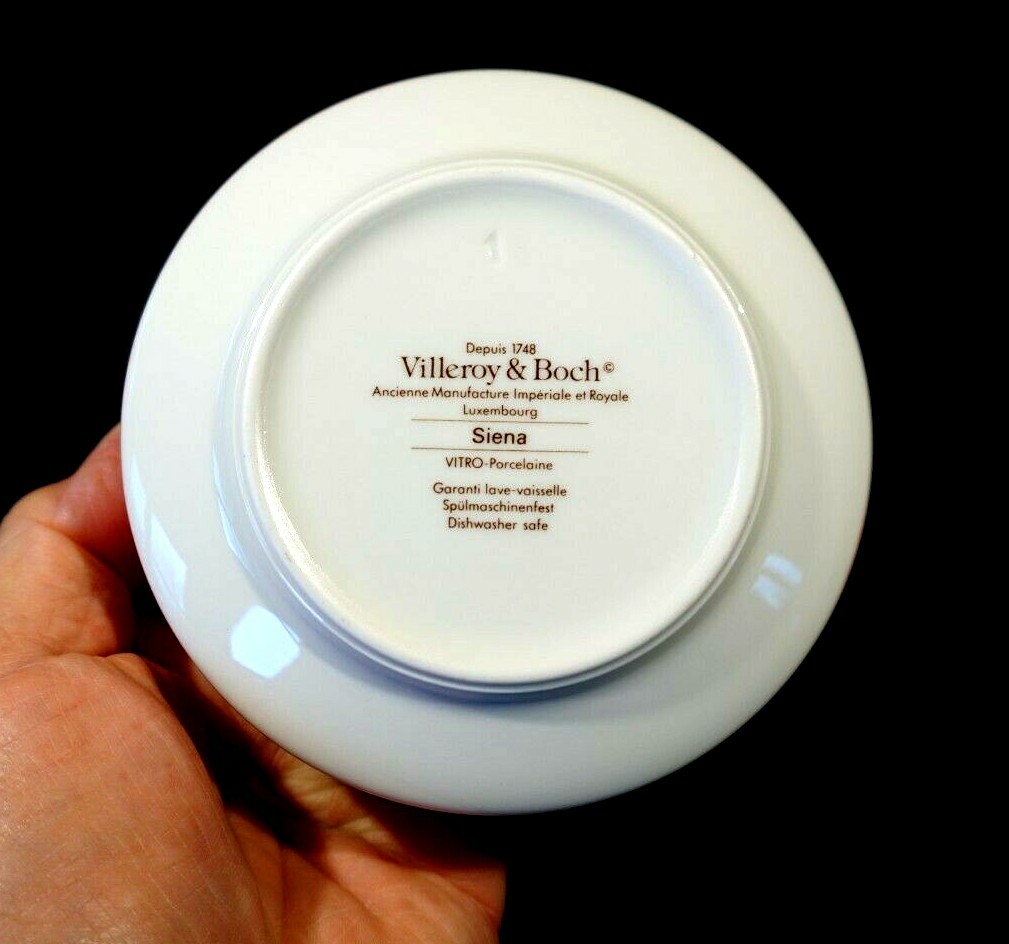 1
Depuis 1748
Villeroy & Boch©
Ancienne Manufacture Impériale et Royale
Luxembourg
Siena
VITRO-Porcelaine
Garanti lave-vaisselle
Spülmaschinenfest
Dishwasher safe